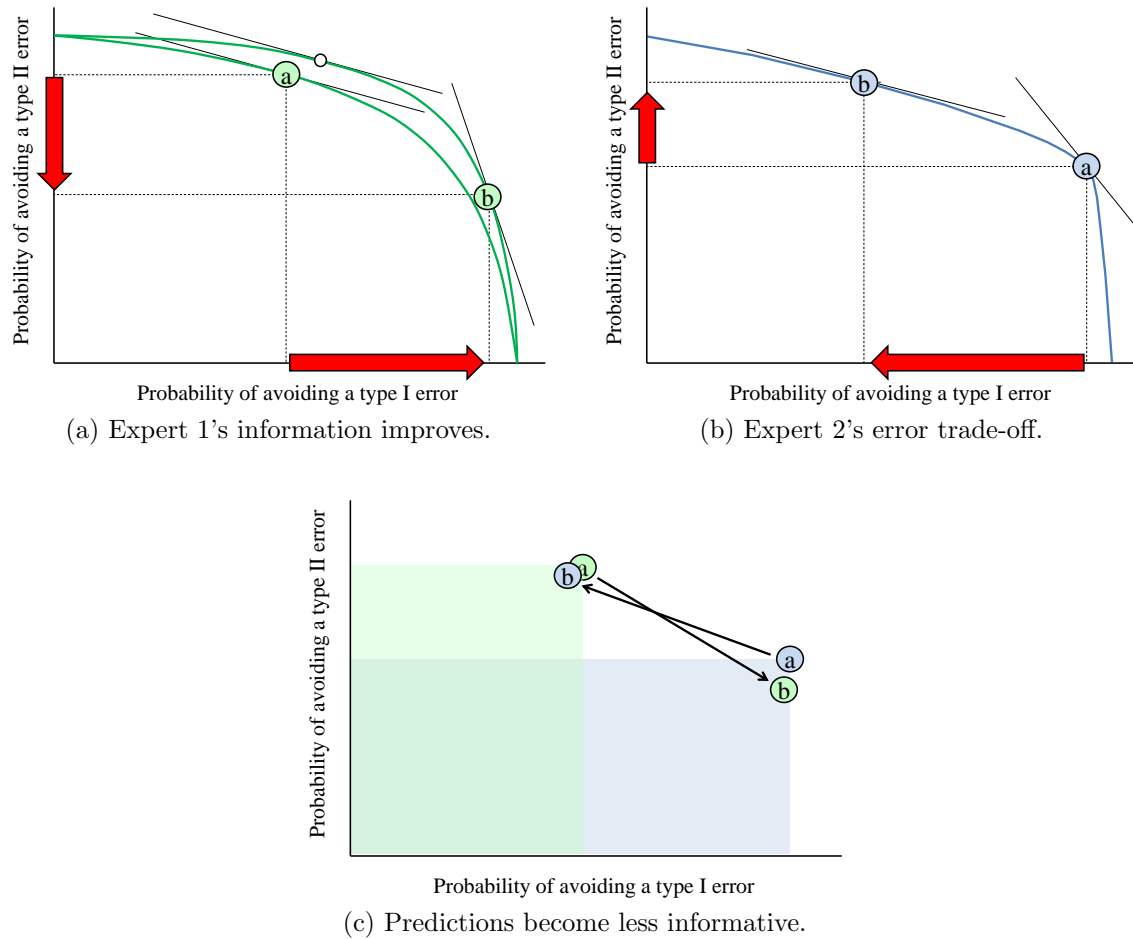 Probability of avoiding a type II error
a
b
Probability of avoiding a type I error
(a) Expert 1's information improves.
Probability of avoiding a type II error
b
a
Probability of avoiding a type I error
(b) Expert 2's error trade-off.
Probability of avoiding a type II error
a
b
a
b
Probability of avoiding a type I error
(c) Predictions become less informative.